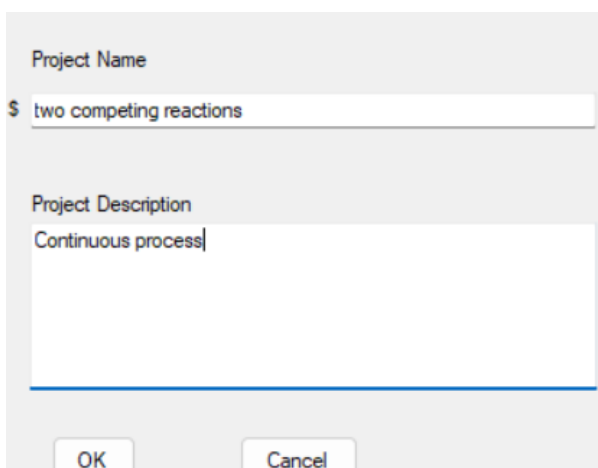 Project Name
$ two competing reactions
Project Description
Continuous process
OK Cancel